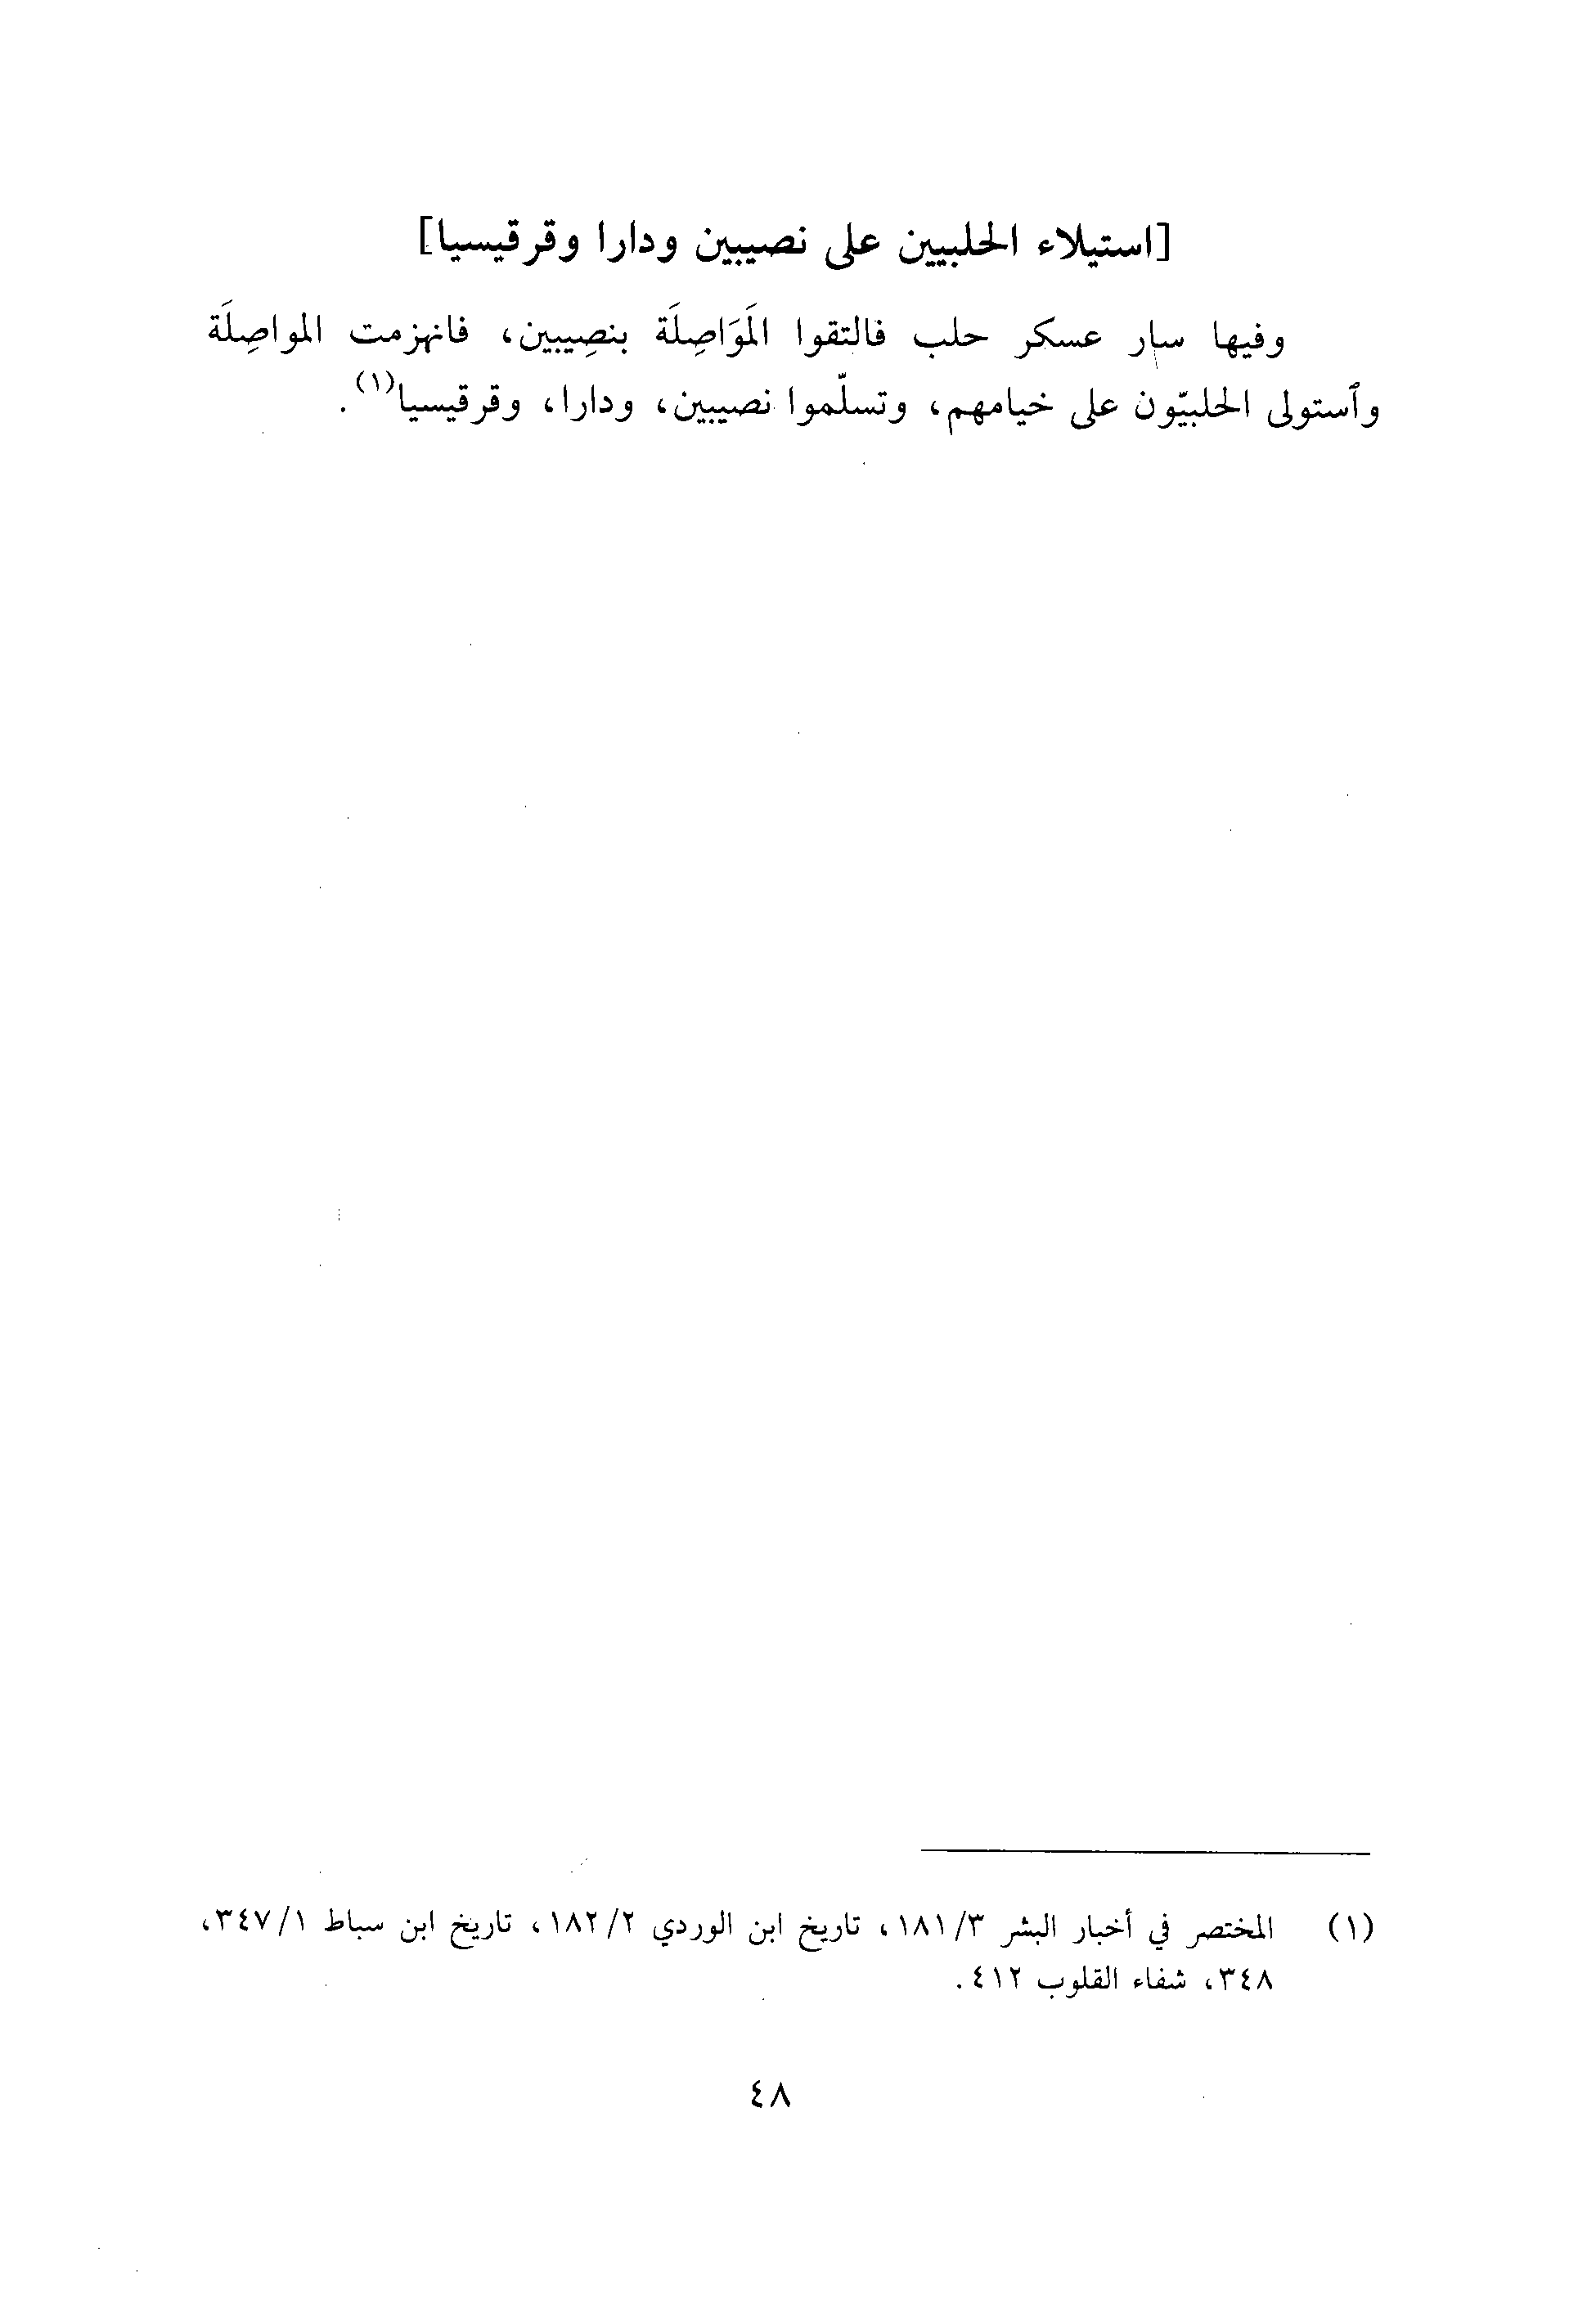 [استيلاء الحلبيين على نصيبين ودارا وقرقيسيا]
وفيها سار عسكر حلب فالتقوا المَوَاصِلَة بنصِيبين، فانهزمت المواصِلَة
وٱستولى الحلبيّون على خيامهم، وتسلّموا نصيبين، ودارا، وقرقيسيا(١).
(١) المختصر في أخبار البشر ٣/ ١٨١، تاريخ ابن الوردي ٢/ ١٨٢، تاريخ ابن سباط ١/ ٣٤٧،
٣٤٨، شفاء القلوب ٤١٢.
٤٨